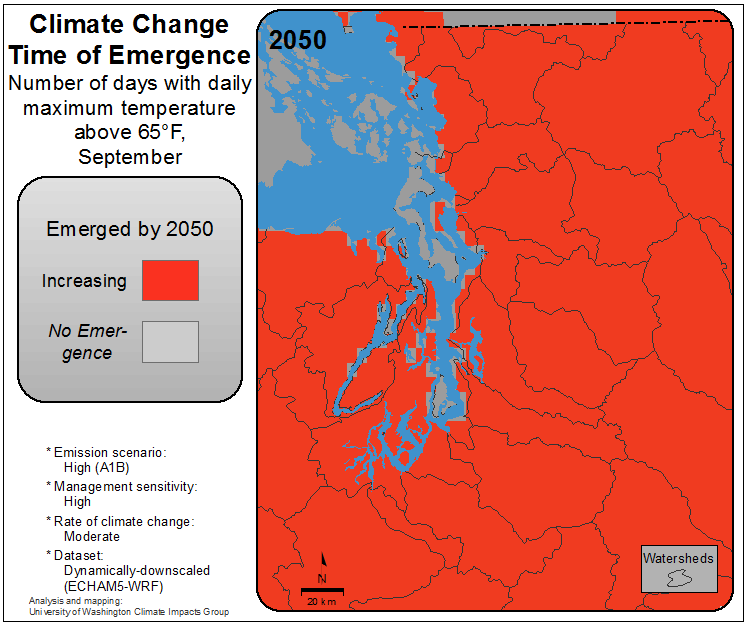 Climate Change
Time of Emergence
Number of days with daily
maximum temperature
above 65°F,
September
Emerged by 2050
Increasing
No Emer-
gence
* Emission scenario:
High (A1B)
* Management sensitivity:
High
* Rate of climate change:
Moderate
* Dataset:
Dynamically-downscaled
(ECHAM5-WRF)
Analysis and mapping:
University of Washington Climate Impacts Group
2050
N
20 km
Watersheds